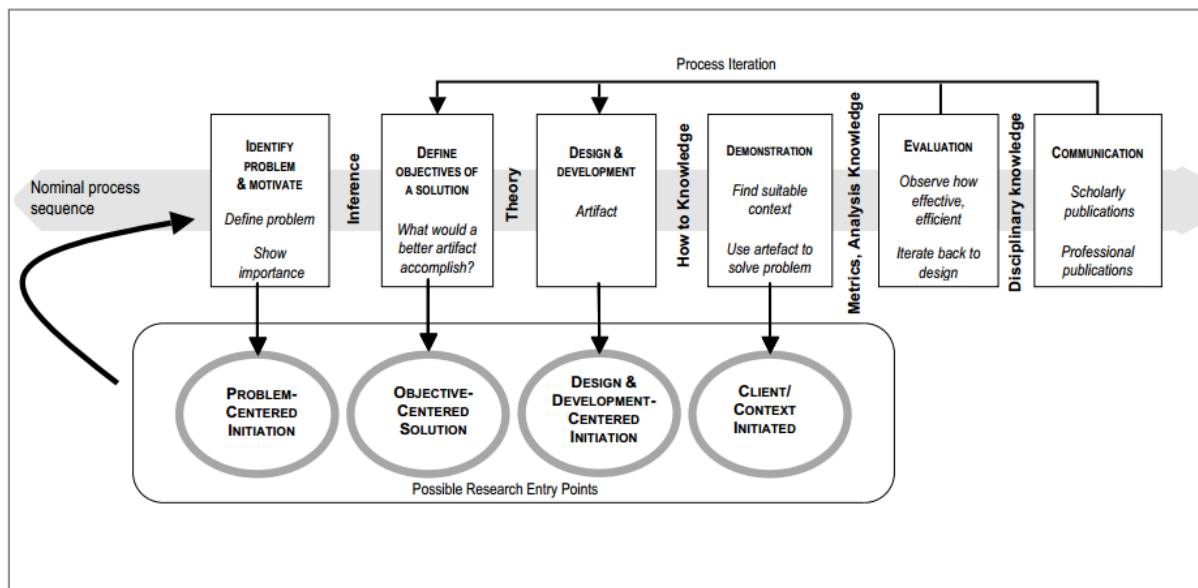 Process Iteration
Nominal process
sequence
IDENTIFY
PROBLEM
& MOTIVATE
Define problem
Show
importance
Inference
DEFINE
OBJECTIVES OF
A SOLUTION
What would a
better artifact
accomplish?
Theory
DESIGN &
DEVELOPMENT
Artifact
How to Knowledge
DEMONSTRATION
Find suitable
context
Use artefact to
solve problem
Metrics, Analysis Knowledge
EVALUATION
Observe how
effective,
efficient
Iterate back to
design
Disciplinary knowledge
COMMUNICATION
Scholarly
publications
Professional
publications
PROBLEM-
CENTERED
INITIATION
OBJECTIVE-
CENTERED
SOLUTION
DESIGN &
DEVELOPMENT-
CENTERED
INITIATION
CLIENT/
CONTEXT
INITIATED
Possible Research Entry Points